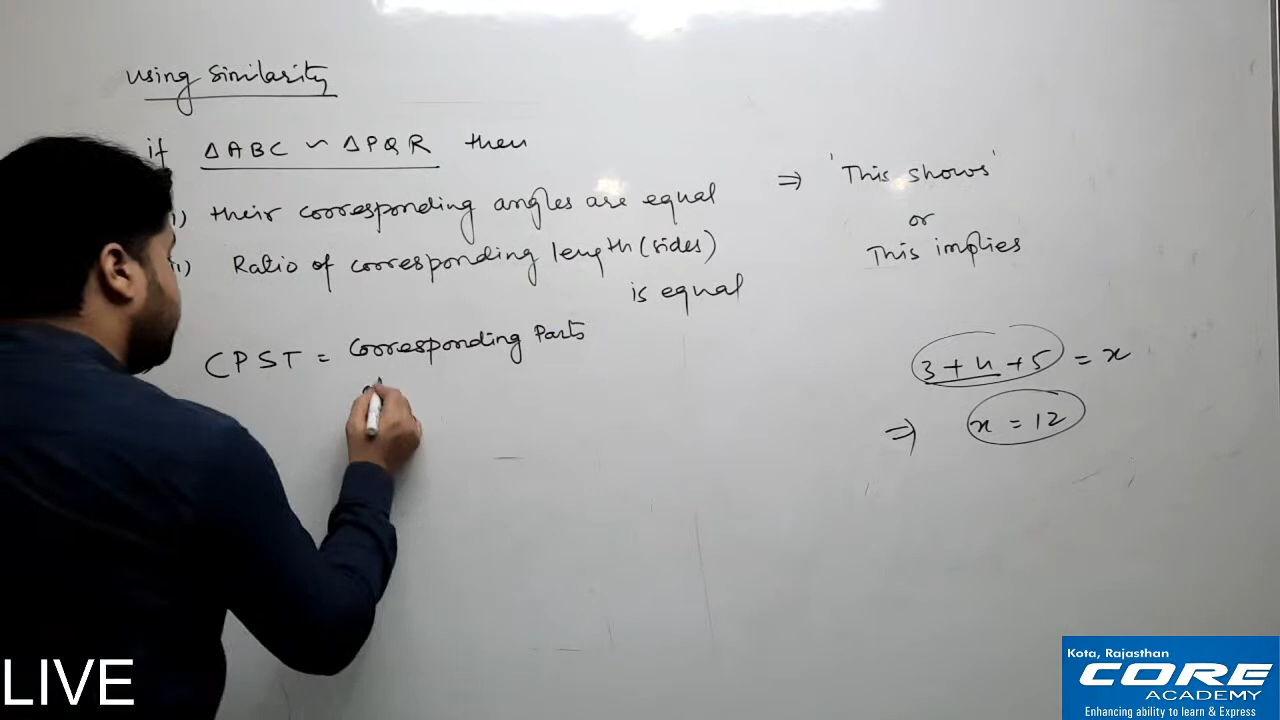 Using Similarity
if △ABC ~ △PQR then
i) their corresponding angles are equal
ii) Ratio of corresponding length (sides)
is equal
CPST = Corresponding Parts
⇒ 'This shows'
or
This implies
3 + 4 + 5 = x
⇒ x = 12
LIVE
Kota, Rajasthan
CORE
ACADEMY
Enhancing ability to learn & Express